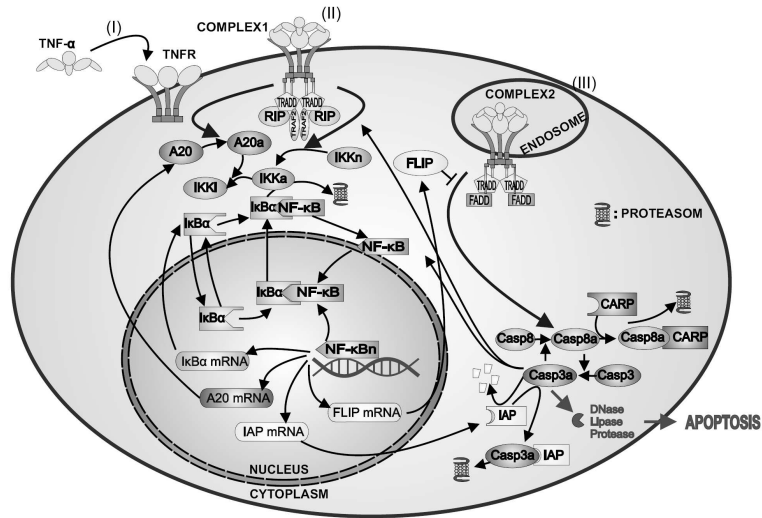 (I)
(II)
COMPLEX1
TNF-α
TNFR
(III)
COMPLEX2
ENDOSOME
TRADD TRADD
RIP TRAF2 TRAF2 RIP
A20
A20a
IKKn
FLIP
TRADD TRADD
FADD FADD
IKKI
IKKa
IκBα NF-κB
IκBα
: PROTEASOM
NF-κB
IκBα NF-κB
IκBα
CARP
Casp8
Casp8a
Casp8a CARP
NF-κBn
IκBα mRNA
Casp3a
Casp3
A20 mRNA
FLIP mRNA
IAP
DNase
Lipase
Protease
APOPTOSIS
IAP mRNA
Casp3a IAP
NUCLEUS
CYTOPLASM